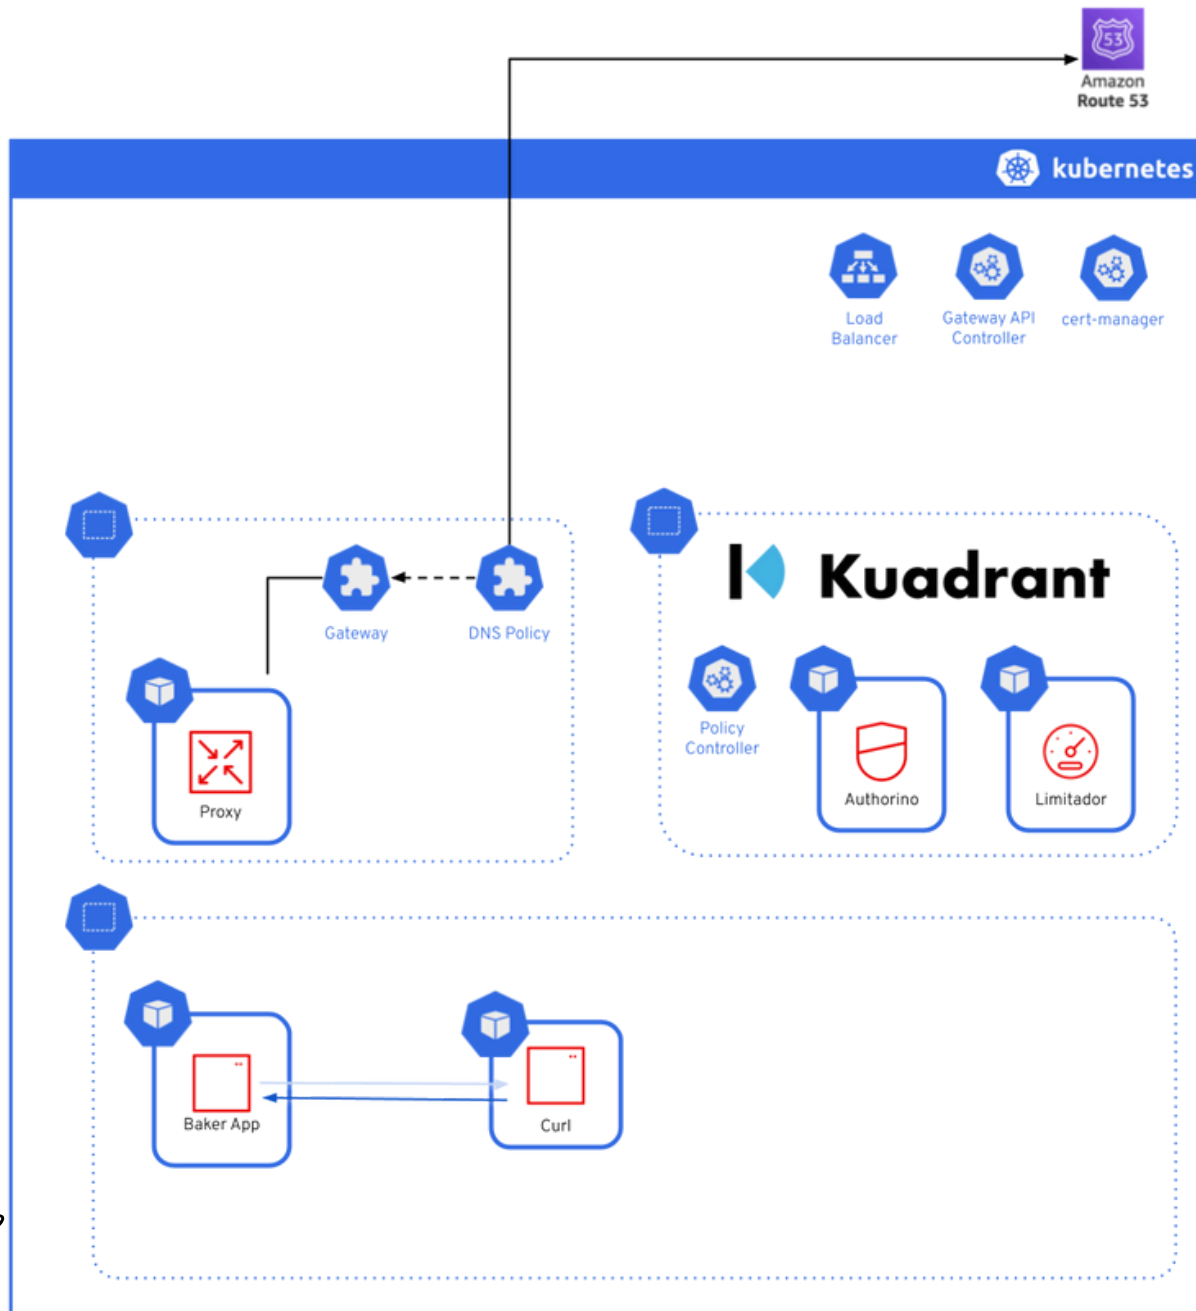 53
Amazon
Route 53
kubernetes
Load
Balancer
Gateway API
Controller
cert-manager
Kuadrant
Gateway
DNS Policy
Policy
Controller
Proxy
Authorino
Limitador
Baker App
Curl